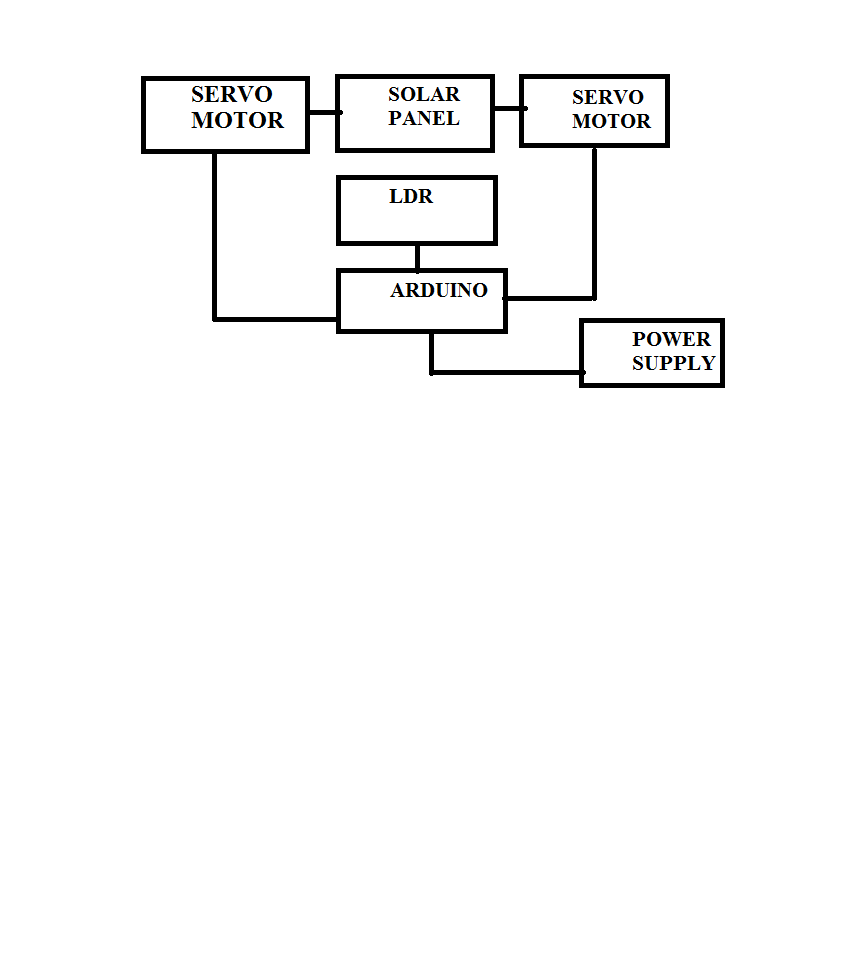 SERVO
MOTOR
SOLAR
PANEL
SERVO
MOTOR
LDR
ARDUINO
POWER
SUPPLY